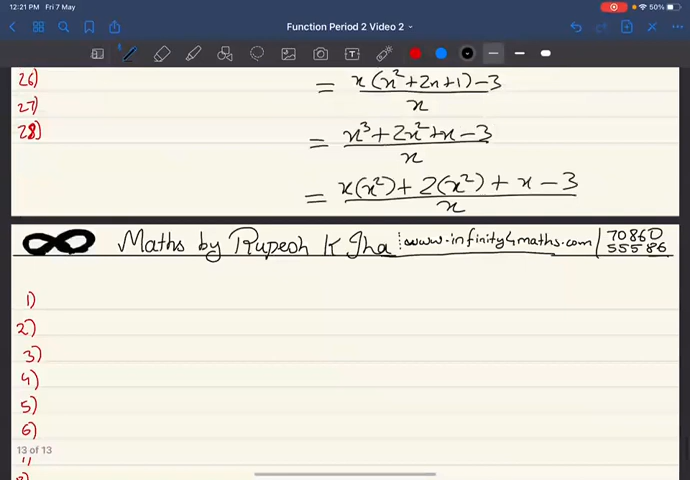 12:21 PM Fri 7 May
50%
Function Period 2 Video 2
26)
= x(x²+2x+1)-3 / x
27)
28)
= x³+2x²+x-3 / x
= x(x²)+2(x²)+x-3 / x
Maths by Rupesh K Jha
www.infinity4maths.com
70860
55586
1)
2)
3)
4)
5)
6)
13 of 13